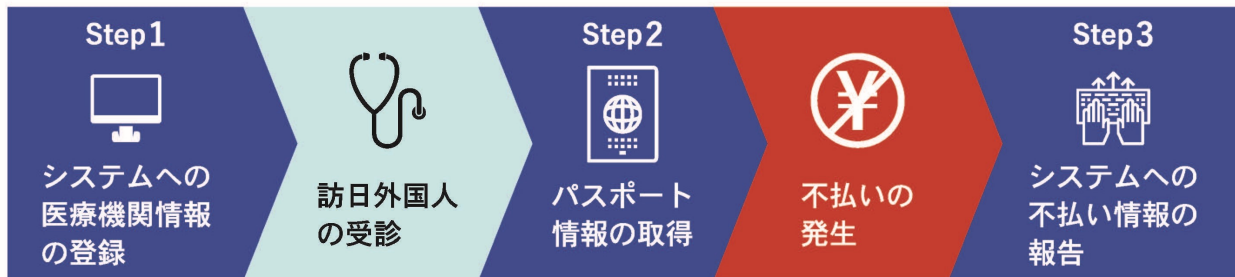 Step1
システムへの
医療機関情報
の登録
訪日外国人
の受診
Step2
パスポート
情報の取得
¥
不払いの
発生
Step3
システムへの
不払い情報の
報告